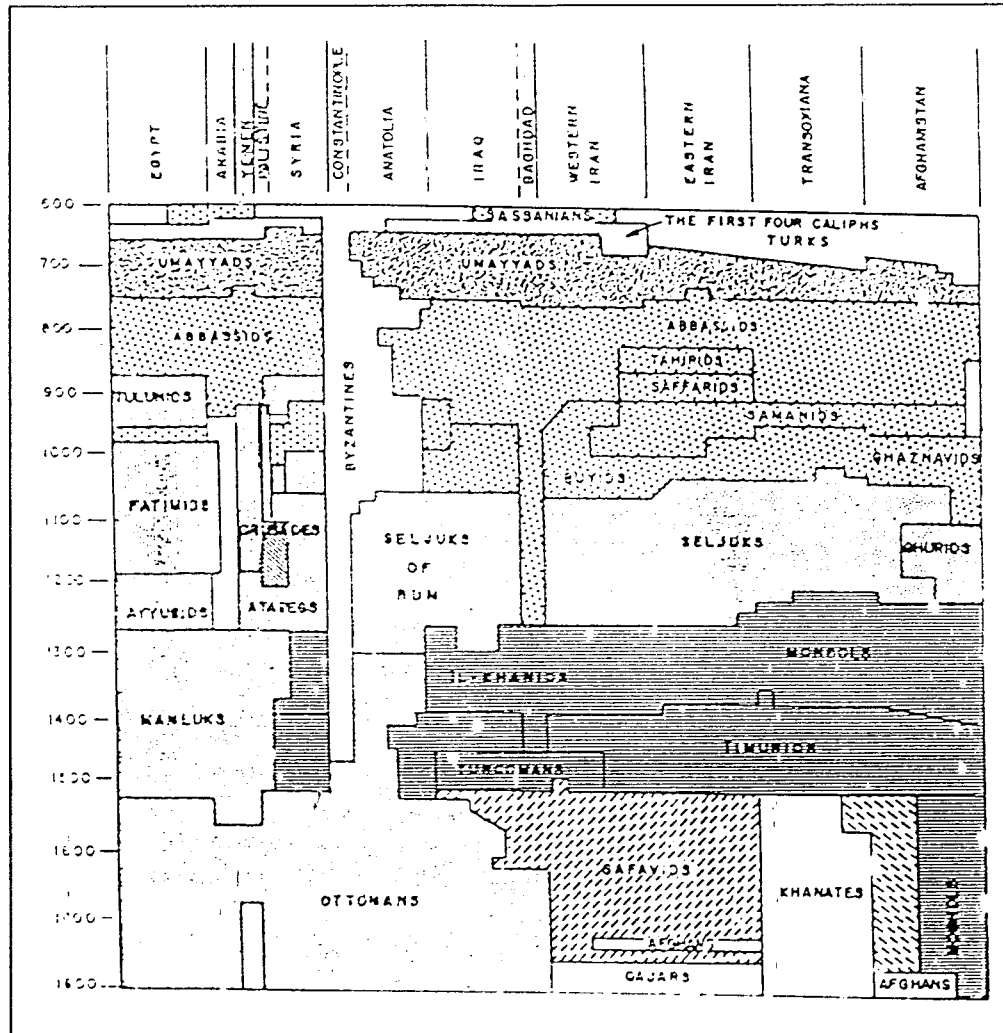 EGYPT
ARABIA
YEMEN
PALESTINE
SYRIA
CONSTANTINOPLE
ANATOLIA
IRAQ
BAGHDAD
WESTERN
IRAN
EASTERN
IRAN
TRANSOXIANA
AFGHANISTAN
600
SASSANIANS
THE FIRST FOUR CALIPHS
TURKS
700
UMAYYADS
UMAYYADS
800
ABBASSIDS
ABBASSIDS
TAHIRIDS
SAFFARIDS
900
TULUNIDS
SAMANIDS
1000
BYZANTINES
BUYIDS
GHAZNAVIDS
1100
FATIMIDS
CRUSADES
SELJUKS
OF
RUM
SELJUKS
GHURIDS
1200
AYYUBIDS
ATABEGS
1300
IL-KHANIDS
MONGOLS
1400
MAMLUKS
TIMURIDS
TURCOMANS
1500
1600
OTTOMANS
SAFAVIDS
KHANATES
1700
QAJARS
AFGHANS
1800